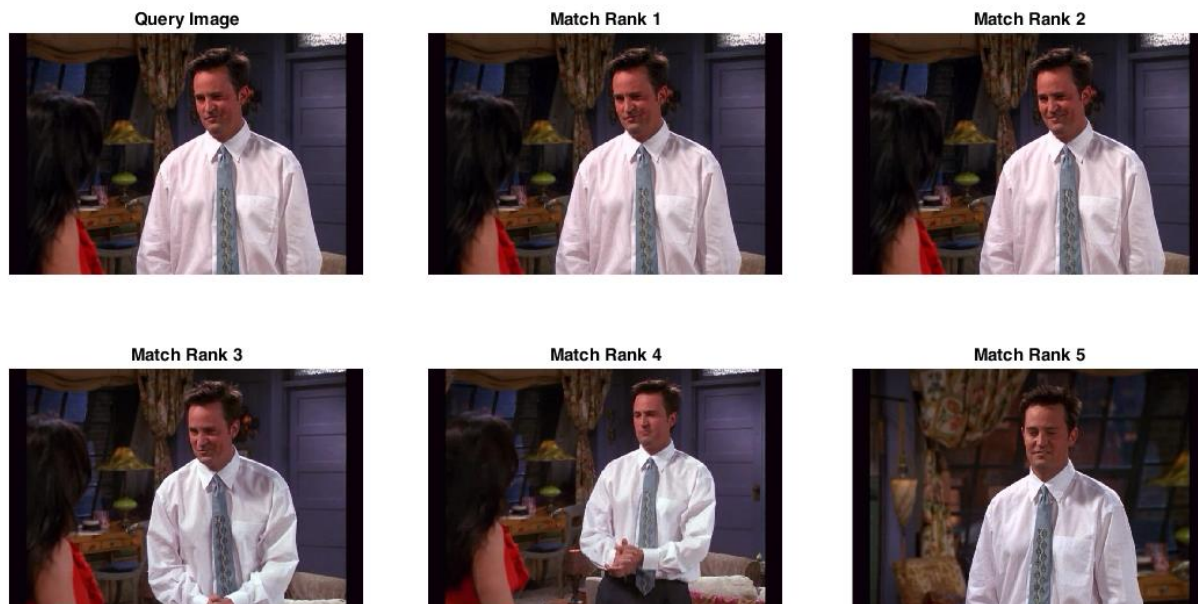 Query Image
Match Rank 1
Match Rank 2
Match Rank 3
Match Rank 4
Match Rank 5